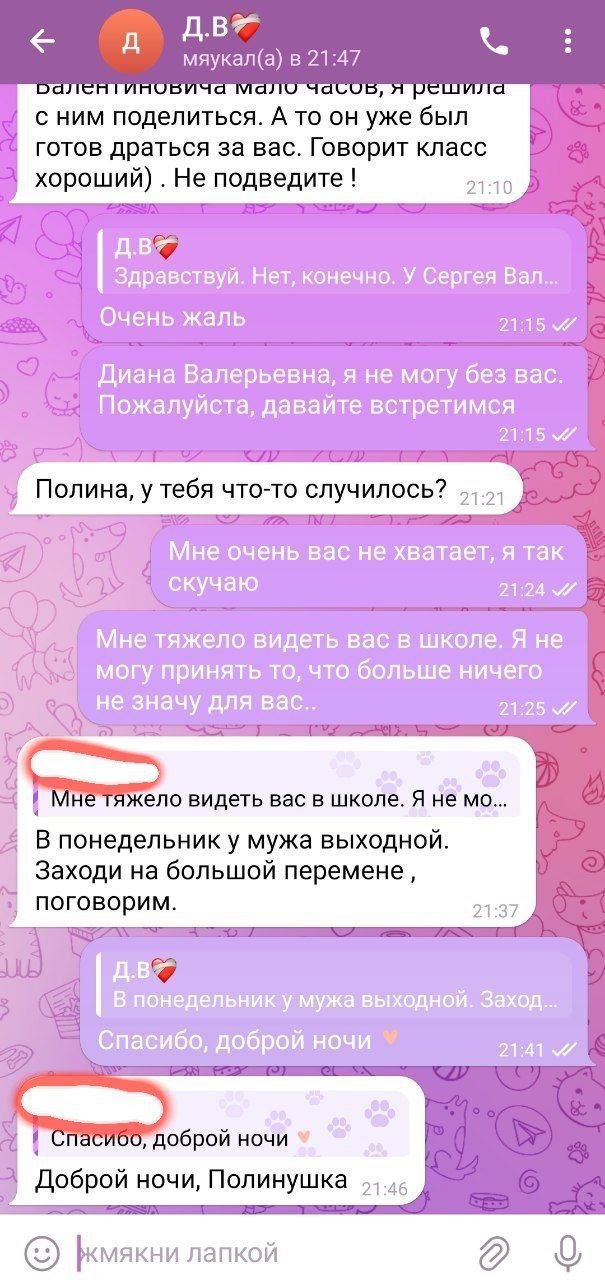 Д.В❤️‍🩹
Д
мяукал(а) в 21:47
Валентиновича мало часов, я решила
с ним поделиться. А то он уже был
готов драться за вас. Говорит класс
хороший) . Не подведите !
21:10
Д.В❤️‍🩹
Здравствуй. Нет, конечно. У Сергея Вал...
Очень жаль
21:15
Диана Валерьевна, я не могу без вас.
Пожалуйста, давайте встретимся
21:15
Полина, у тебя что-то случилось?
21:21
Мне очень вас не хватает, я так
скучаю
21:24
Мне тяжело видеть вас в школе. Я не
могу принять то, что больше ничего
не значу для вас..
21:25
Мне тяжело видеть вас в школе. Я не мо...
В понедельник у мужа выходной.
Заходи на большой перемене ,
поговорим.
21:37
Д.В❤️‍🩹
В понедельник у мужа выходной. Заход...
Спасибо, доброй ночи 🧡
21:41
Спасибо, доброй ночи 🧡
Доброй ночи, Полинушка
21:46
жмякни лапкой